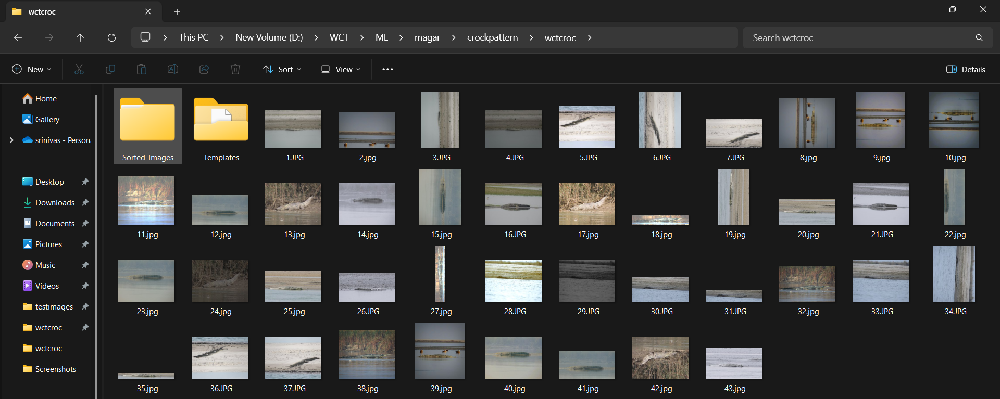 wctcroc
This PC > New Volume (D:) > WCT > ML > magar > crockpattern > wctcroc >
Search wctcroc
New
Sort
View
Details
Home
Gallery
srinivas - Person
Desktop
Downloads
Documents
Pictures
Music
Videos
testimages
wctcroc
wctcroc
Screenshots
Sorted_Images Templates 1.JPG 2.jpg 3.JPG 4.JPG 5.JPG 6.JPG 7.JPG 8.jpg 9.jpg 10.jpg
11.jpg 12.jpg 13.jpg 14.jpg 15.jpg 16.JPG 17.jpg 18.jpg 19.jpg 20.jpg 21.JPG 22.jpg
23.jpg 24.jpg 25.jpg 26.JPG 27.jpg 28.JPG 29.JPG 30.JPG 31.JPG 32.jpg 33.JPG 34.JPG
35.jpg 36.JPG 37.JPG 38.jpg 39.jpg 40.jpg 41.jpg 42.jpg 43.jpg